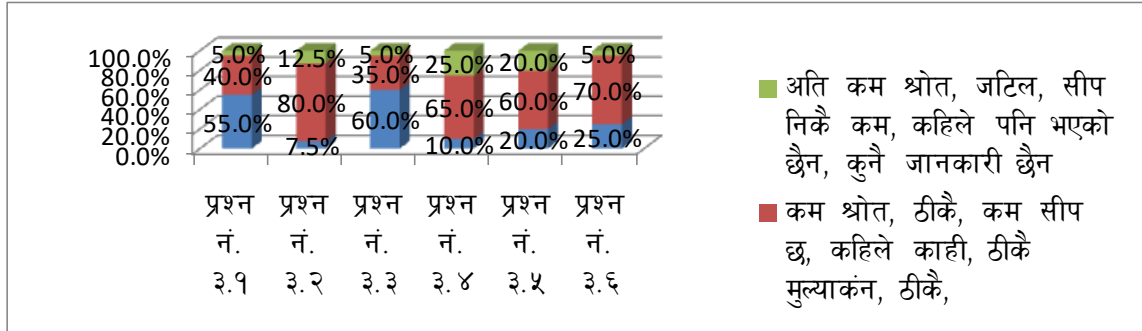 100.0%
80.0%
60.0%
40.0%
20.0%
0.0%
5.0% 12.5% 5.0% 25.0% 20.0% 5.0%
40.0% 80.0% 35.0% 65.0% 60.0% 70.0%
55.0% 7.5% 60.0% 10.0% 20.0% 25.0%
प्रश्न प्रश्न प्रश्न प्रश्न प्रश्न प्रश्न
नं. नं. नं. नं. नं. नं.
३.१ ३.२ ३.३ ३.४ ३.५ ३.६
अति कम श्रोत, जटिल, सीप
निकै कम, कहिले पनि भएको
छैन, कुनै जानकारी छैन
कम श्रोत, ठीकै, कम सीप
छ, कहिले काही, ठीकै
मुल्याकंन, ठीकै,